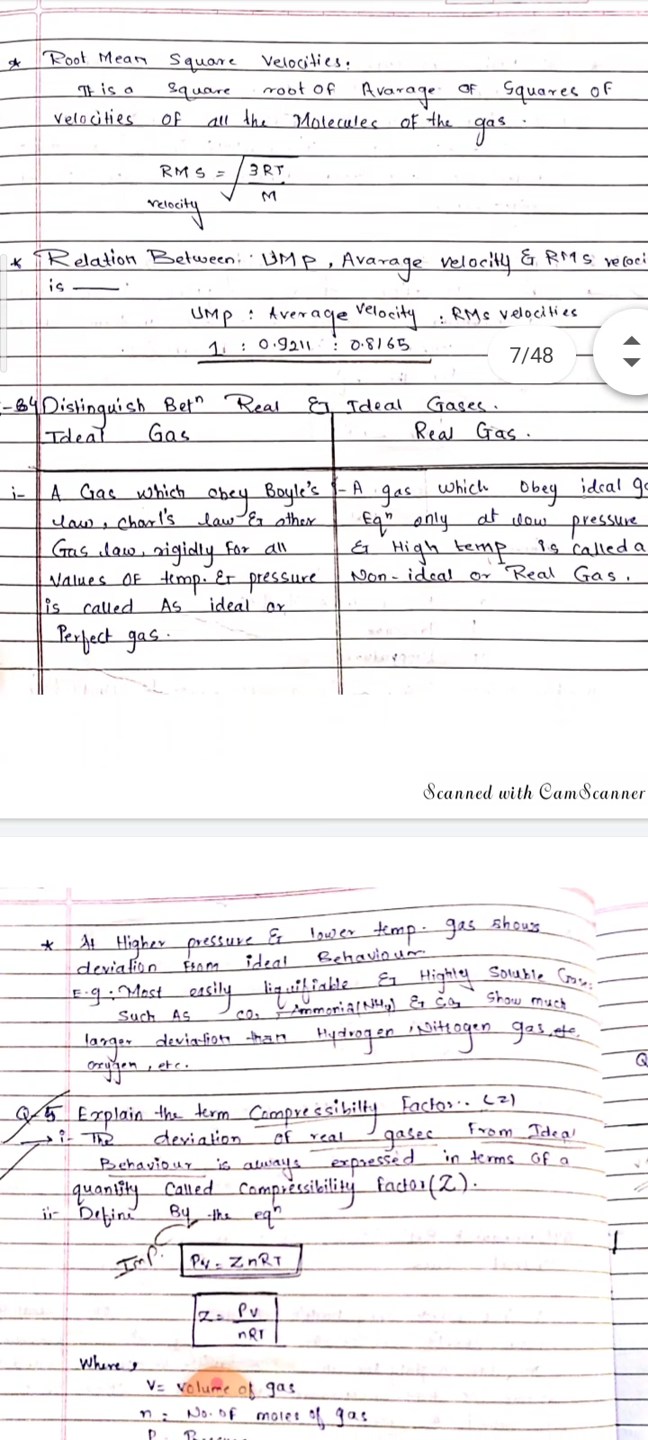 * Root Mean Square Velocities:
It is a Square root of Avarage of Squares of
velocities of all the Molecules of the gas.
RMS = √3RT/M
velocity
* Relation Between UMP, Avarage velocity & RMS veloci
is —
UMP : Average Velocity : RMS velocities
1 : 0.9211 : 0.8165
7/48
Distinguish Betn Real & Ideal Gases.
Ideal Gas
Real Gas.
i- A Gas which obey Boyle's
law, Charl's law & other
Gas law, rigidly For all
values OF temp. & pressure
is called As ideal or
Perfect gas.
- A gas which Obey ideal ga
Eqn only at low pressure
& High temp is called a
Non-ideal or Real Gas.
Scanned with CamScanner
* At Higher pressure & lower temp. gas shows
deviation From ideal Behaviour
E.g: Most easily liquifiable & Highly Soluble
Such As CO2, Ammonia & show much
larger deviation than Hydrogen, Nitrogen gas, etc.
oxygen, etc.
Q-5 Explain the term Compressibilty Factor.. (Z)
→ i- The deviation of real gases From Ideal
Behaviour is always expressed in terms of a
quantity Called Compressibility Factor(Z).
ii- Define By the eqn
Imp. PV = ZnRT
Z = PV/nRT
Where,
V = volume of gas
n = No. of moles of gas